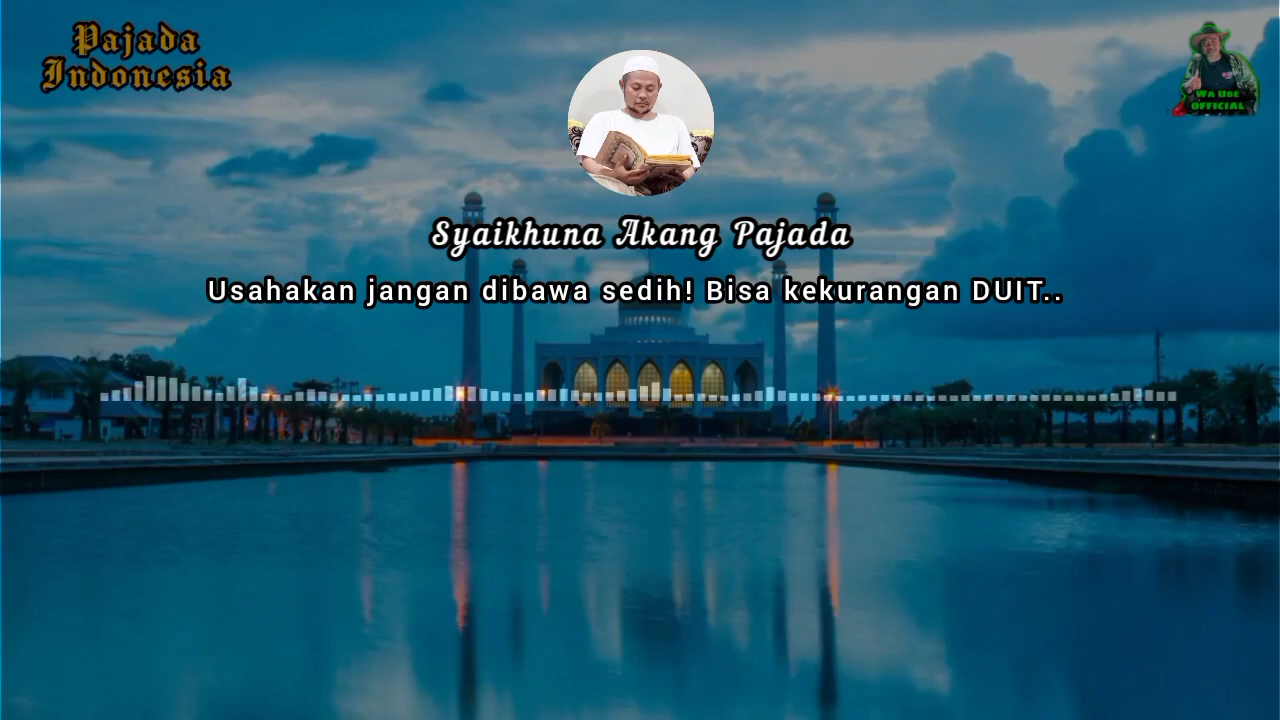 Pajada
Indonesia
WA UBE
OFFICIAL
Syaikhuna Akang Pajada
Usahakan jangan dibawa sedih! Bisa kekurangan DUIT..